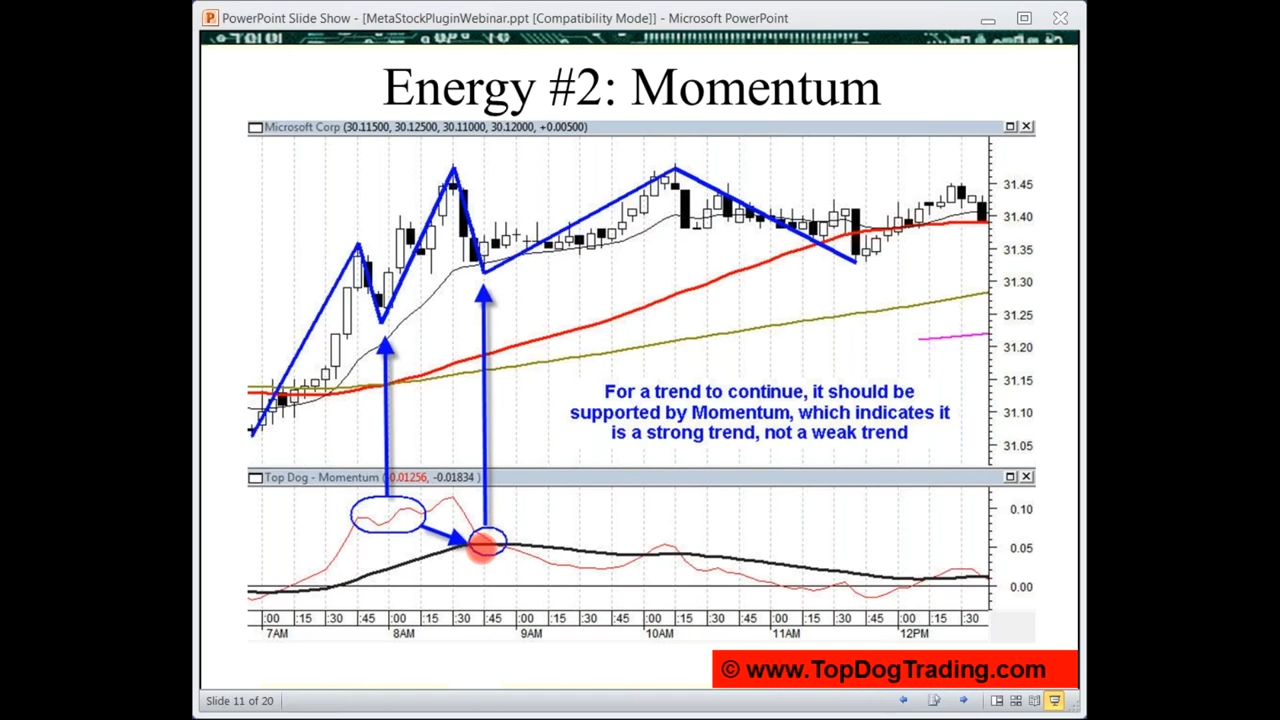 PowerPoint Slide Show - [MetaStockPluginWebinar.ppt [Compatibility Mode]] - Microsoft PowerPoint
Energy #2: Momentum
Microsoft Corp (30.11500, 30.12500, 30.11000, 30.12000, +0.00500)
31.45
31.40
31.35
31.30
31.25
31.20
31.15
31.10
31.05
For a trend to continue, it should be
supported by Momentum, which indicates it
is a strong trend, not a weak trend
Top Dog - Momentum (-0.01256, -0.01834 )
0.10
0.05
0.00
:00 :15 :30 :45 :00 :15 :30 :45 :00 :15 :30 :45 :00 :15 :30 :45 :00 :15 :30 :45 :00 :15 :30
7AM 8AM 9AM 10AM 11AM 12PM
© www.TopDogTrading.com
Slide 11 of 20